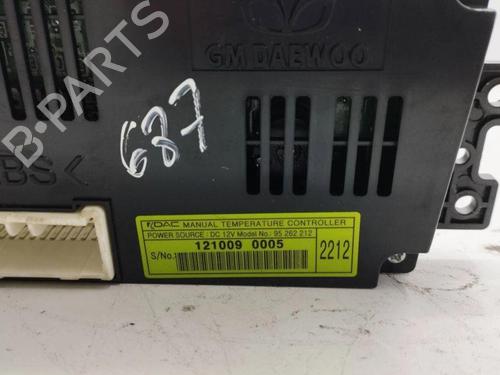 B-PARTS
GM DAEWOO
687
BS<
DAC MANUAL TEMPERATURE CONTROLLER
POWER SOURCE : DC 12V Model No.: 95 262 212
121009 0005
2212
S/No.: